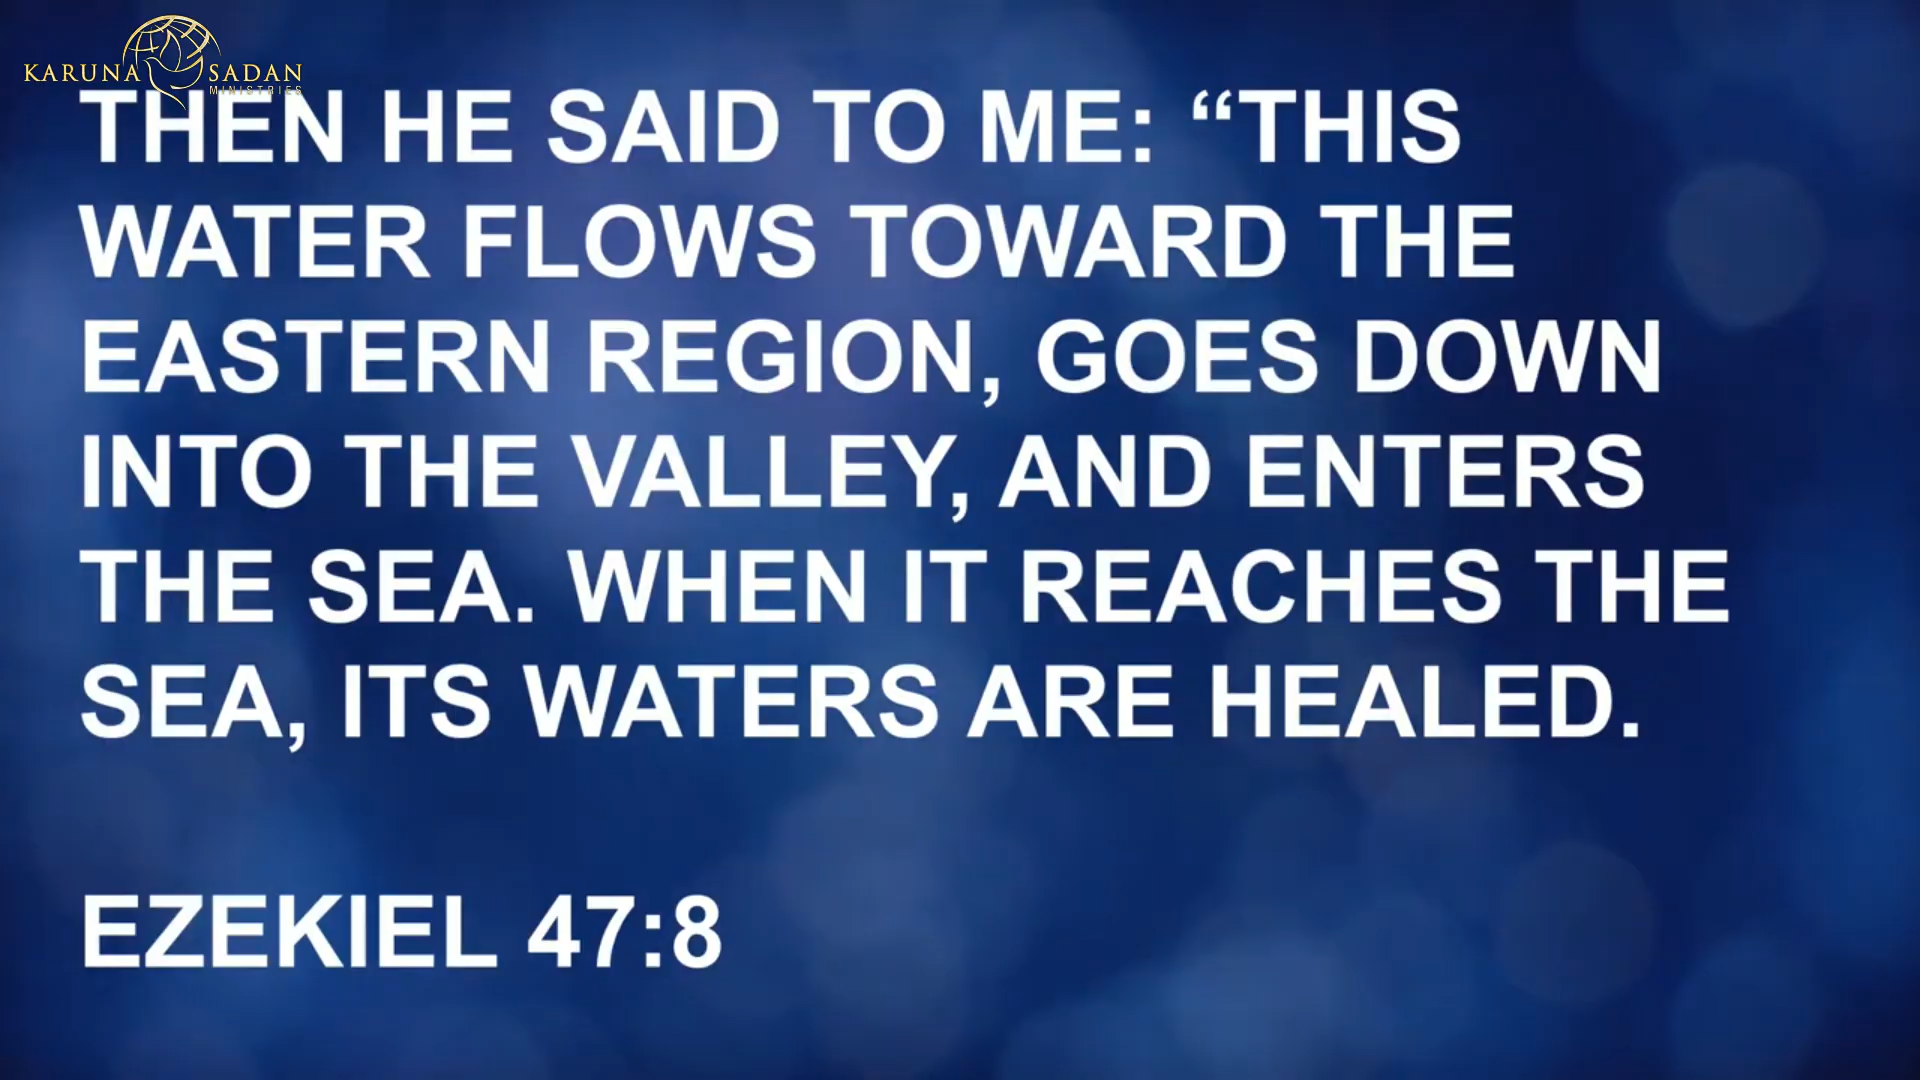 KARUNA SADAN
MINISTRIES
THEN HE SAID TO ME: “THIS
WATER FLOWS TOWARD THE
EASTERN REGION, GOES DOWN
INTO THE VALLEY, AND ENTERS
THE SEA. WHEN IT REACHES THE
SEA, ITS WATERS ARE HEALED.
EZEKIEL 47:8